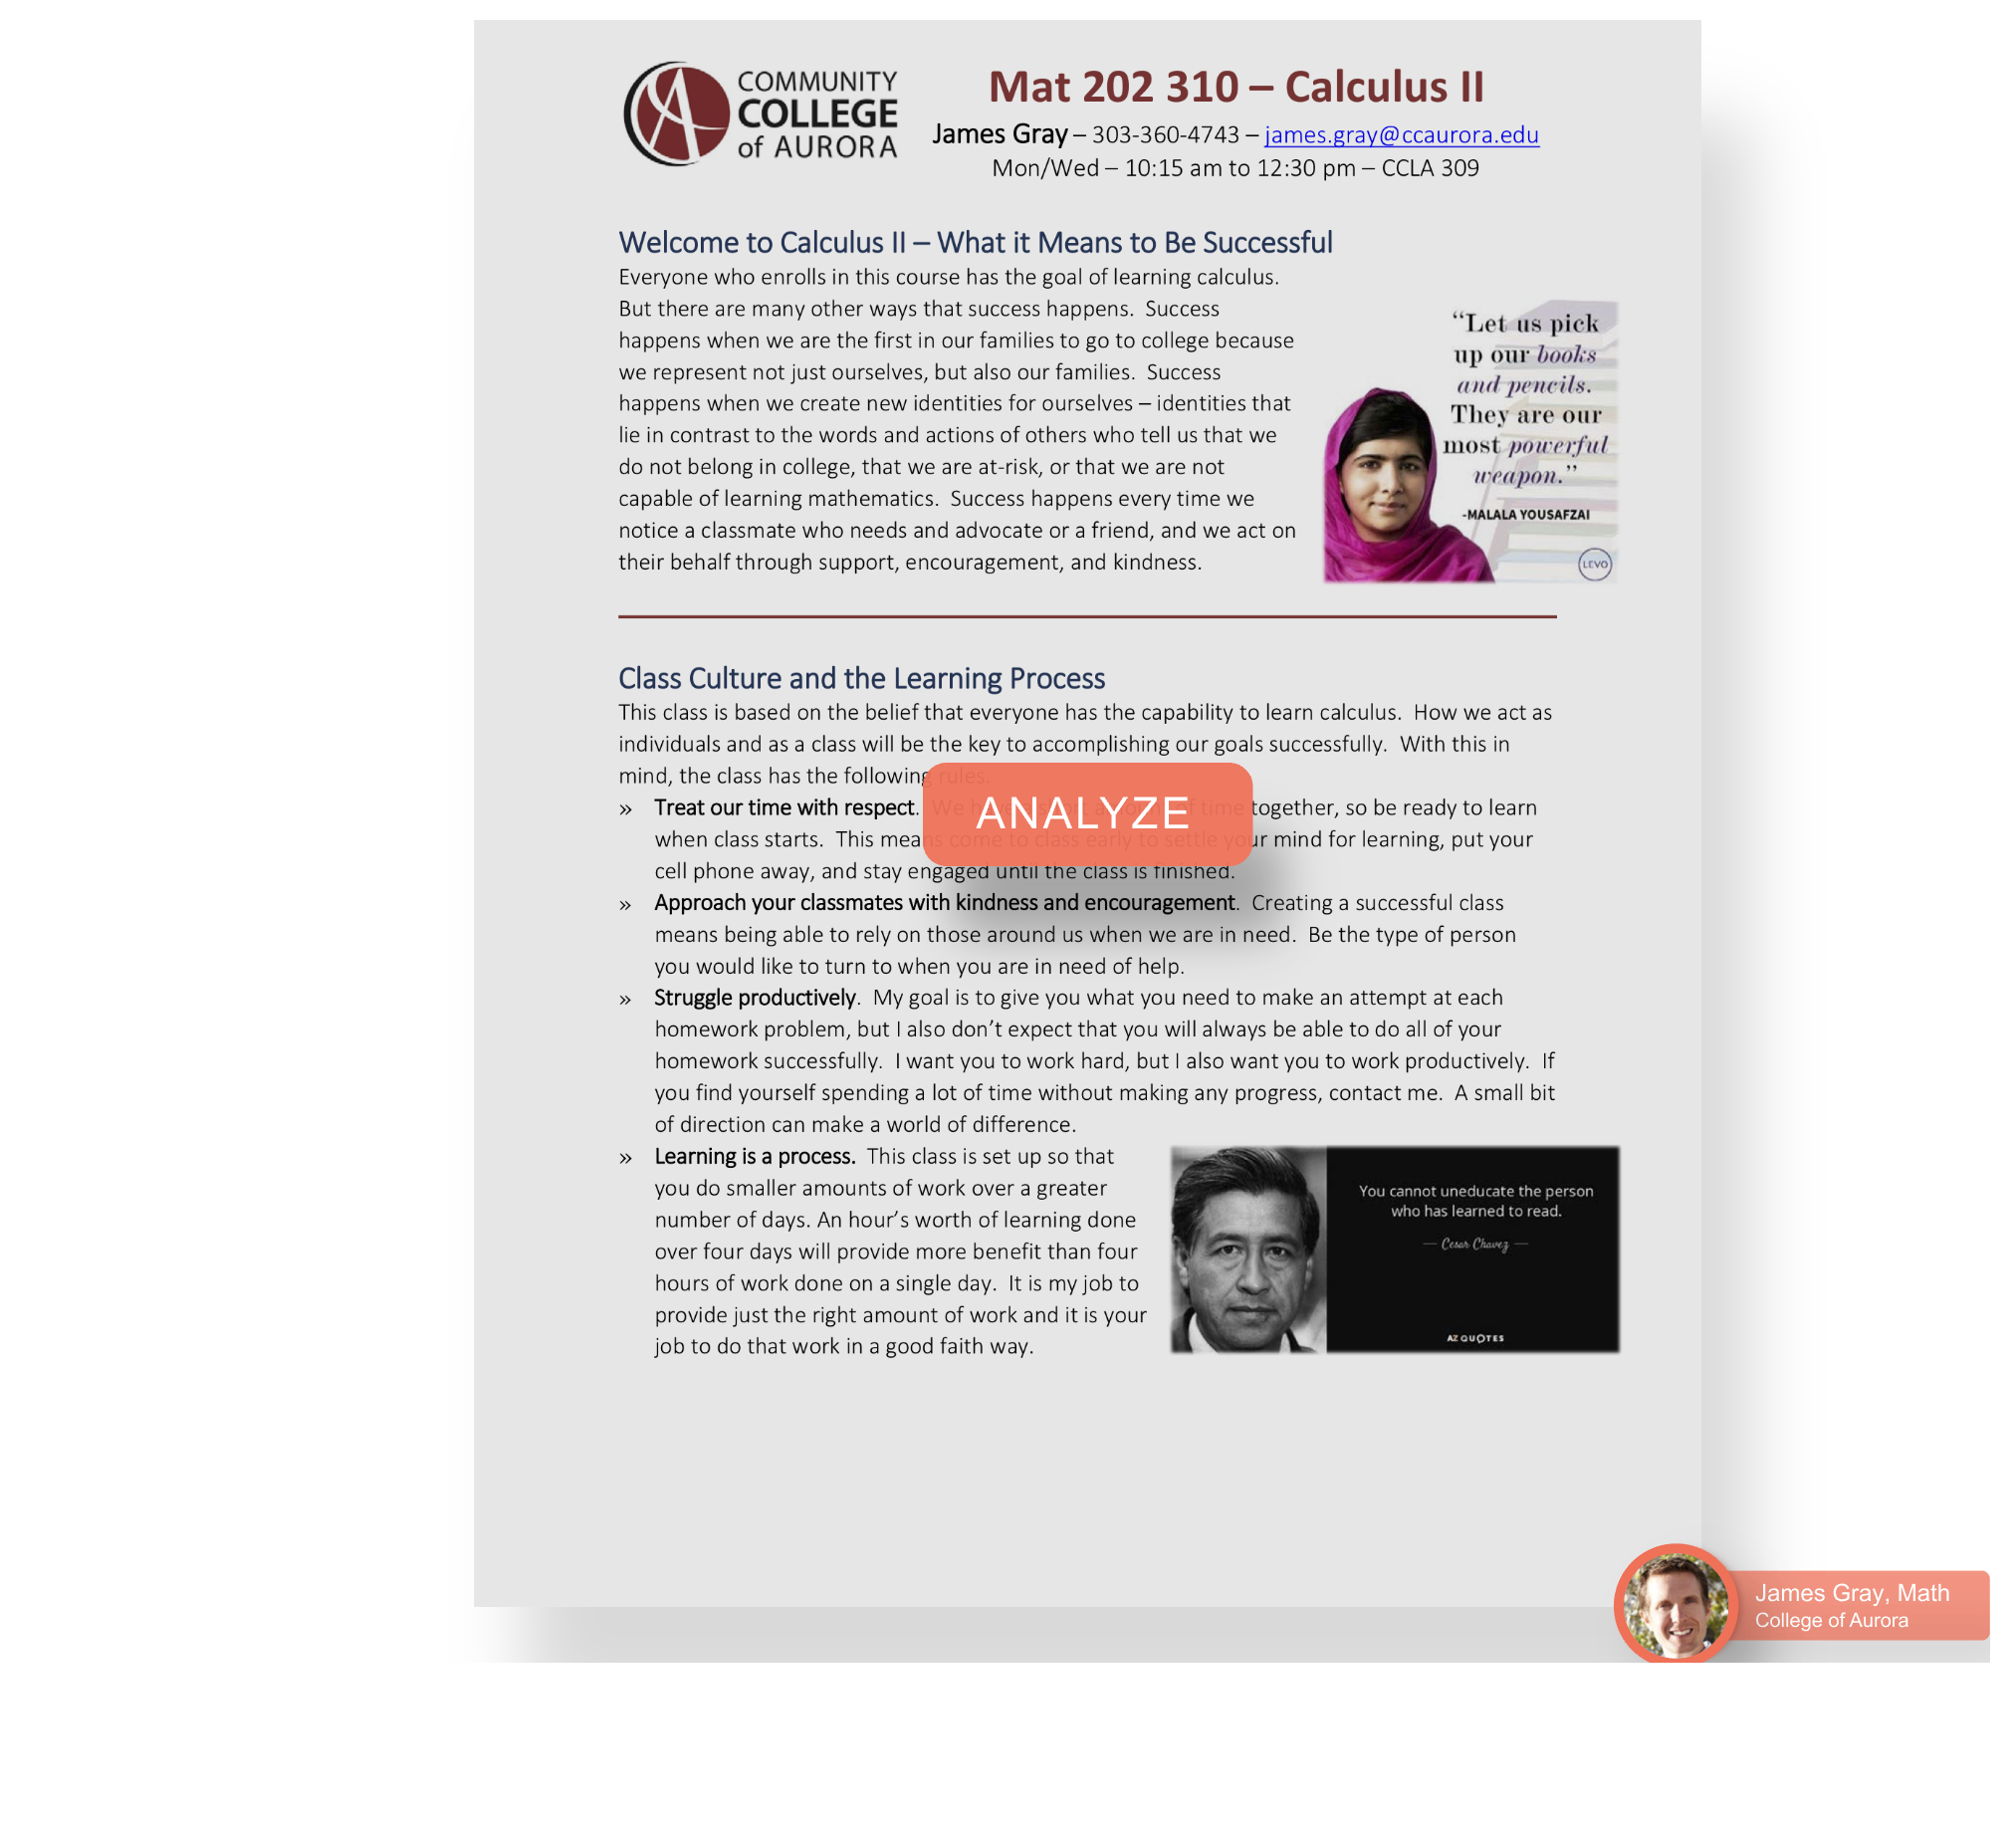 COMMUNITY
COLLEGE
of AURORA
Mat 202 310 – Calculus II
James Gray – 303-360-4743 – james.gray@ccaurora.edu
Mon/Wed – 10:15 am to 12:30 pm – CCLA 309
Welcome to Calculus II – What it Means to Be Successful
Everyone who enrolls in this course has the goal of learning calculus.
But there are many other ways that success happens.  Success
happens when we are the first in our families to go to college because
we represent not just ourselves, but also our families.  Success
happens when we create new identities for ourselves – identities that
lie in contrast to the words and actions of others who tell us that we
do not belong in college, that we are at-risk, or that we are not
capable of learning mathematics.  Success happens every time we
notice a classmate who needs and advocate or a friend, and we act on
their behalf through support, encouragement, and kindness.
“Let us pick
up our books
and pencils.
They are our
most powerful
weapon.”
-MALALA YOUSAFZAI
LEVO
Class Culture and the Learning Process
This class is based on the belief that everyone has the capability to learn calculus.  How we act as
individuals and as a class will be the key to accomplishing our goals successfully.  With this in
mind, the class has the following rules.
» Treat our time with respect.  We have a short amount of time together, so be ready to learn
when class starts.  This means come to class early to settle your mind for learning, put your
cell phone away, and stay engaged until the class is finished.
ANALYZE
» Approach your classmates with kindness and encouragement.  Creating a successful class
means being able to rely on those around us when we are in need.  Be the type of person
you would like to turn to when you are in need of help.
» Struggle productively.  My goal is to give you what you need to make an attempt at each
homework problem, but I also don’t expect that you will always be able to do all of your
homework successfully.  I want you to work hard, but I also want you to work productively.  If
you find yourself spending a lot of time without making any progress, contact me.  A small bit
of direction can make a world of difference.
» Learning is a process.  This class is set up so that
you do smaller amounts of work over a greater
number of days. An hour’s worth of learning done
over four days will provide more benefit than four
hours of work done on a single day.  It is my job to
provide just the right amount of work and it is your
job to do that work in a good faith way.
You cannot uneducate the person
who has learned to read.
— Cesar Chavez —
AZ QUOTES
James Gray, Math
College of Aurora